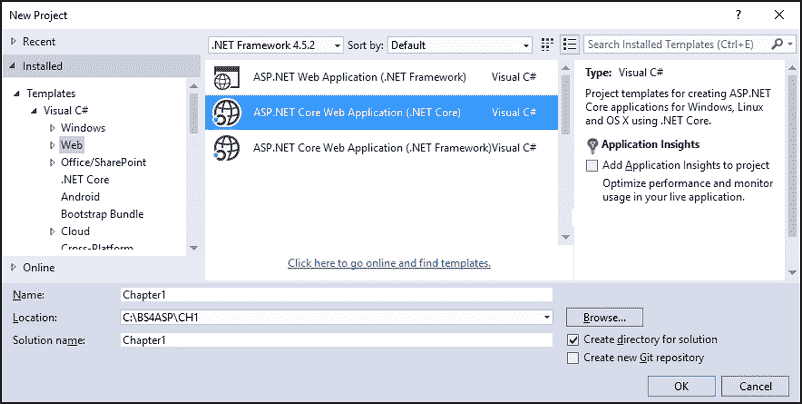 New Project
?
Recent
.NET Framework 4.5.2
Sort by:
Default
Search Installed Templates (Ctrl+E)
Installed
Templates
Visual C#
Windows
Web
Office/SharePoint
.NET Core
Android
Bootstrap Bundle
Cloud
Cross-Platform
Online
ASP.NET Web Application (.NET Framework) Visual C#
ASP.NET Core Web Application (.NET Core) Visual C#
ASP.NET Core Web Application (.NET Framework)Visual C#
Click here to go online and find templates.
Type: Visual C#
Project templates for creating ASP.NET
Core applications for Windows, Linux
and OS X using .NET Core.
Application Insights
Add Application Insights to project
Optimize performance and monitor
usage in your live application.
Name: Chapter1
Location: C:\BS4ASP\CH1
Browse...
Solution name: Chapter1
Create directory for solution
Create new Git repository
OK
Cancel